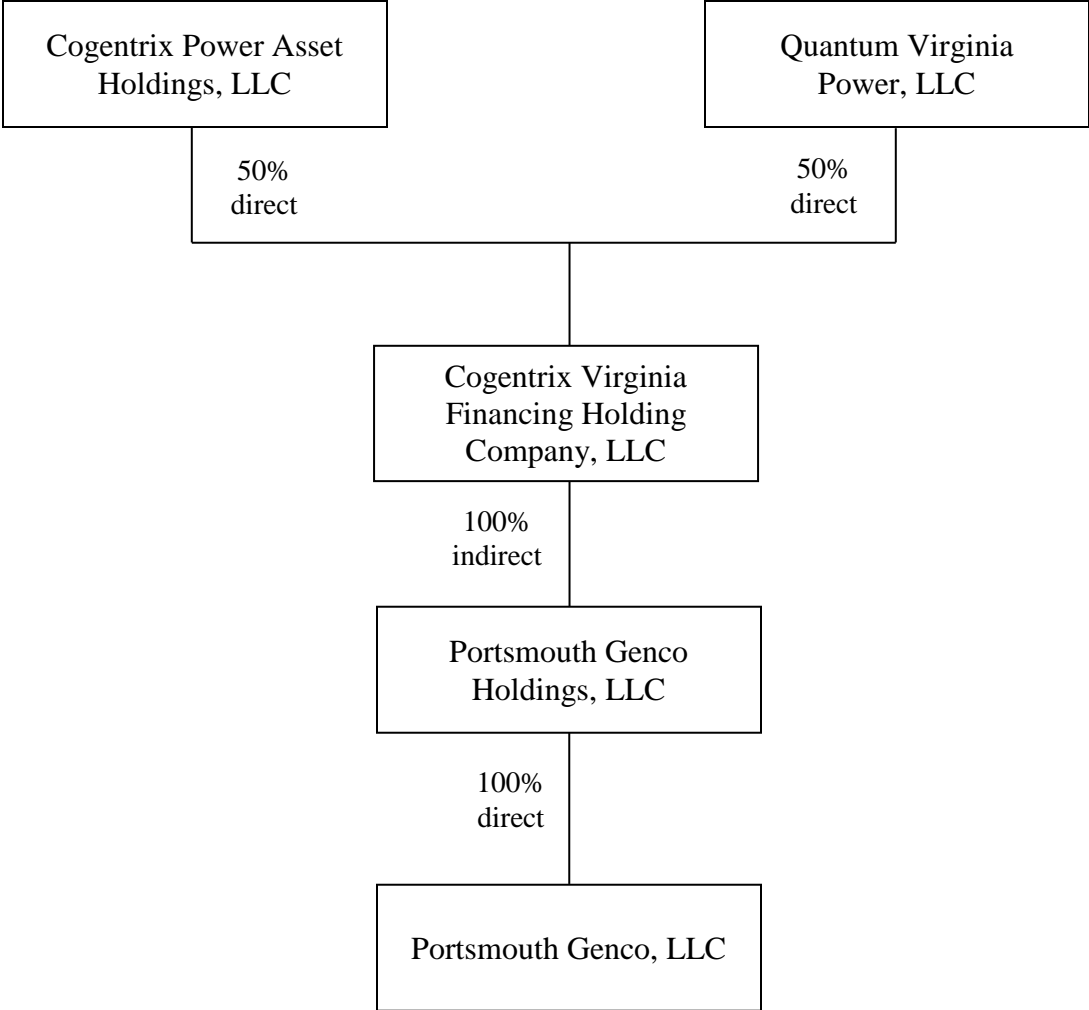 Cogentrix Power Asset
Holdings, LLC
Quantum Virginia
Power, LLC
50%
direct
50%
direct
Cogentrix Virginia
Financing Holding
Company, LLC
100%
indirect
Portsmouth Genco
Holdings, LLC
100%
direct
Portsmouth Genco, LLC